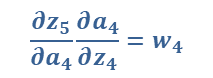 ∂z₅/∂a₄ ∂a₄/∂z₄ = w₄